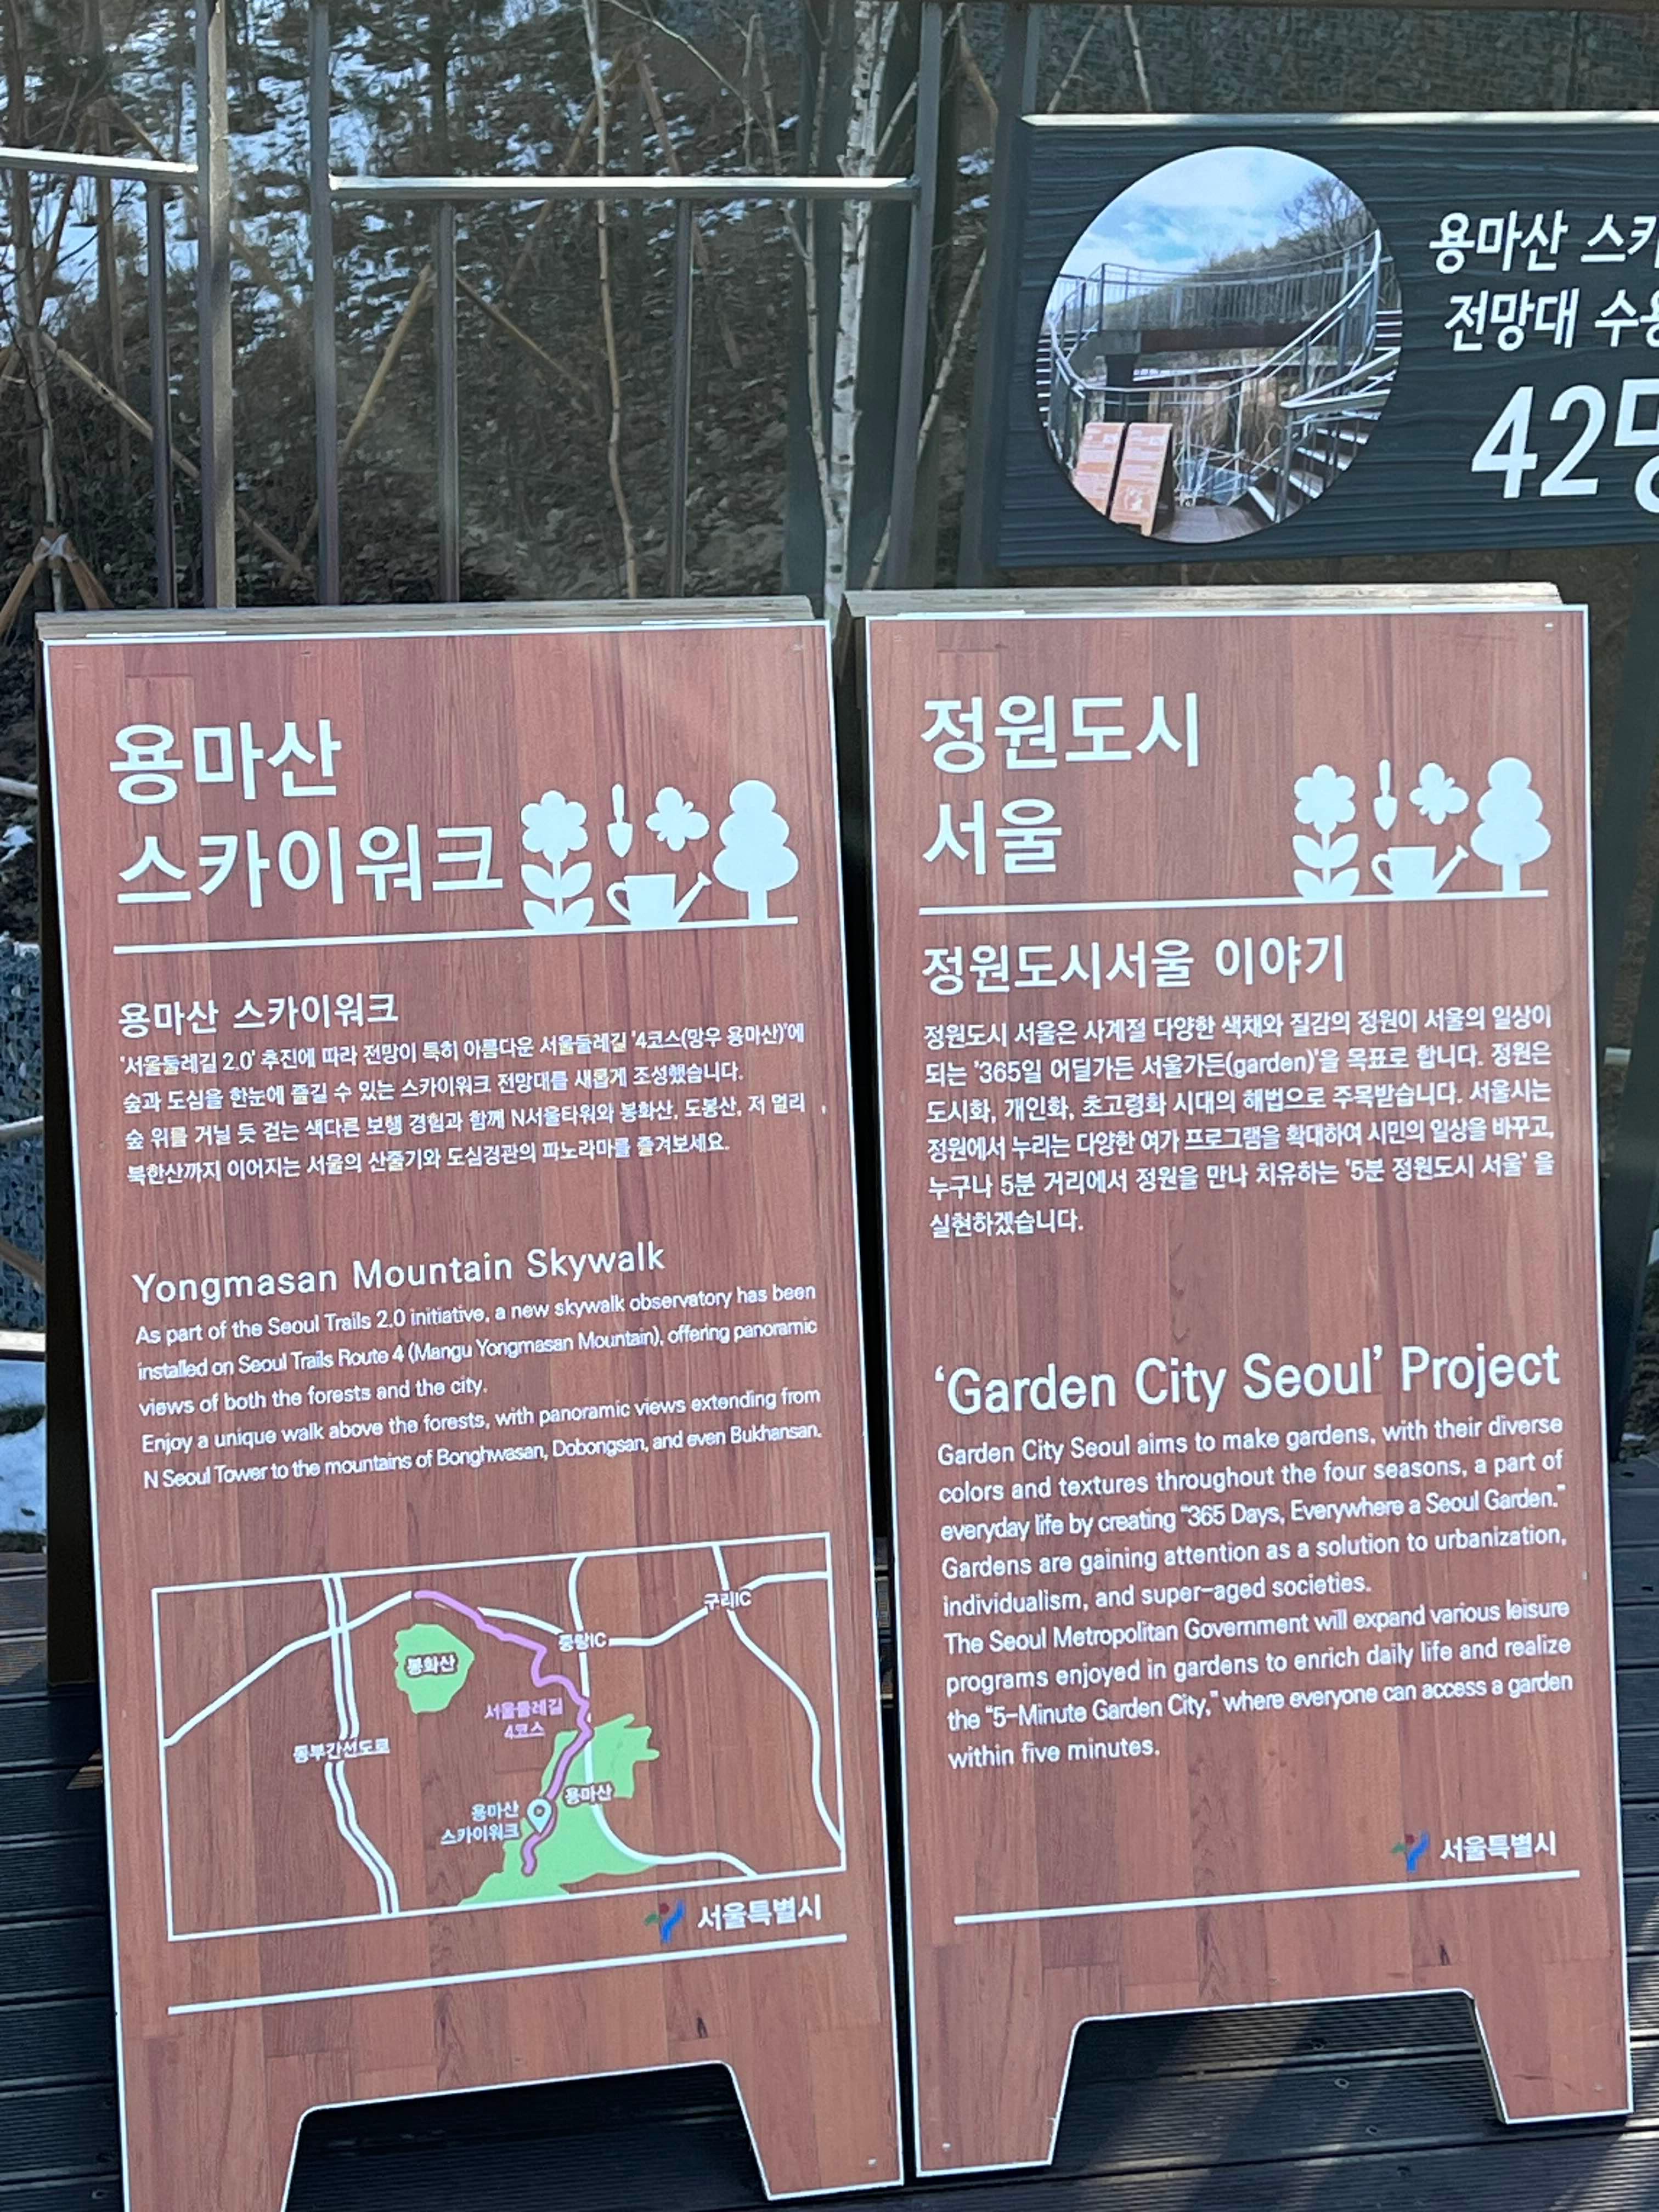 용마산
전망대
용마산
스카이워크
용마산 스카이워크
'서울둘레길 2.0' 추진에 따라 전망이 특히 아름다운 서울둘레길 '4코스(망우 용마산)'에
숲과 도심을 한눈에 즐길 수 있는 스카이워크 전망대를 새롭게 조성했습니다.
숲 위를 거닐 듯 걷는 색다른 보행 경험과 함께 N서울타워와 봉화산, 도봉산, 저 멀리
북한산까지 이어지는 서울의 산줄기와 도심경관의 파노라마를 즐겨보세요.
Yongmasan Mountain Skywalk
As part of the Seoul Trails 2.0 initiative, a new skywalk observatory has been
installed on Seoul Trails Route 4 (Mangu Yongmasan Mountain), offering panoramic
views of both the forests and the city.
Enjoy a unique walk above the forests, with panoramic views extending from
N Seoul Tower to the mountains of Bonghwasan, Dobongsan, and even Bukhansan.
구리IC
중랑IC
봉화산
서울둘레길
4코스
동부간선도로
용마산
용마산
스카이워크
서울특별시
정원도시
서울
정원도시서울 이야기
정원도시 서울은 사계절 다양한 색채와 질감의 정원이 서울의 일상이
되는 '365일 어딜가든 서울가든(garden)'을 목표로 합니다. 정원은
도시화, 개인화, 초고령화 시대의 해법으로 주목받습니다. 서울시는
정원에서 누리는 다양한 여가 프로그램을 확대하여 시민의 일상을 바꾸고,
누구나 5분 거리에서 정원을 만나 치유하는 '5분 정원도시 서울' 을
실현하겠습니다.
'Garden City Seoul' Project
Garden City Seoul aims to make gardens, with their diverse
colors and textures throughout the four seasons, a part of
everyday life by creating "365 Days, Everywhere a Seoul Garden."
Gardens are gaining attention as a solution to urbanization,
individualism, and super-aged societies.
The Seoul Metropolitan Government will expand various leisure
programs enjoyed in gardens to enrich daily life and realize
the "5-Minute Garden City," where everyone can access a garden
within five minutes.
서울특별시